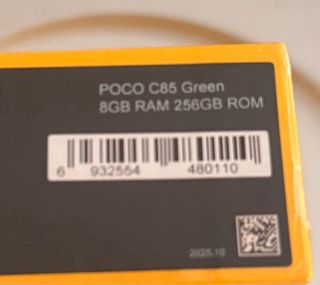 POCO C85 Green
8GB RAM 256GB ROM
6 932554 480110
2025.10